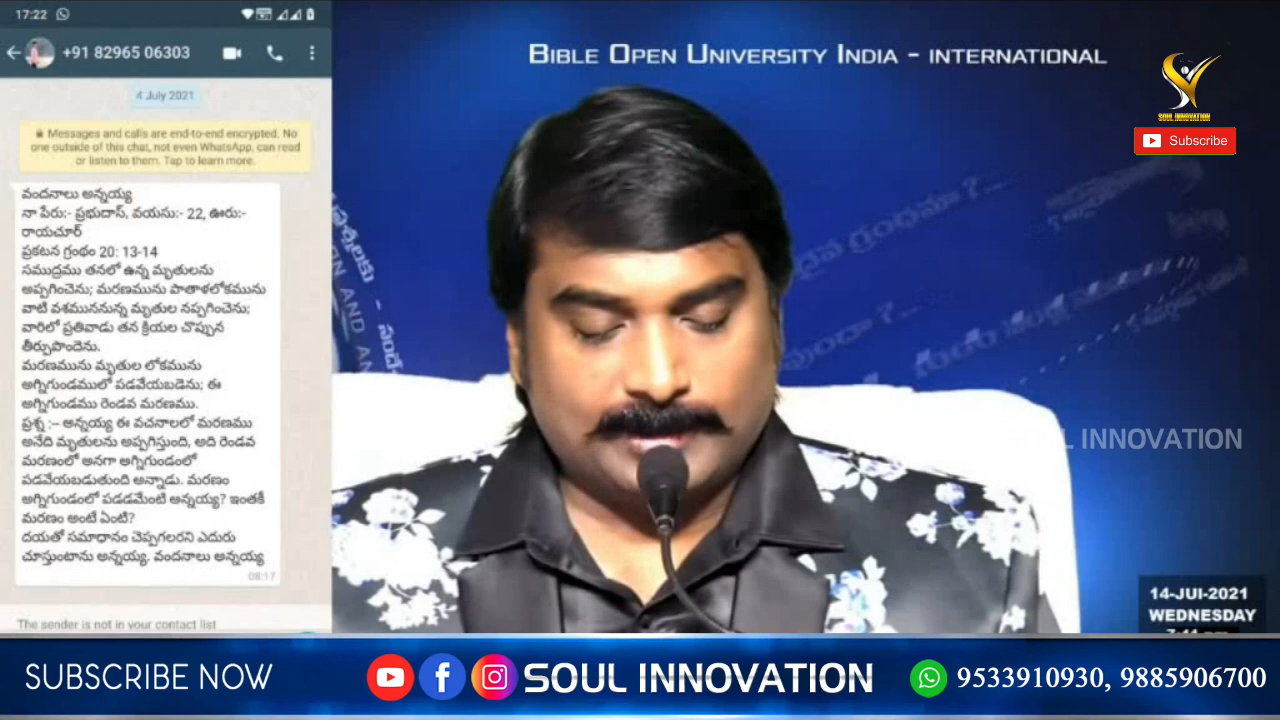 17:22
+91 82965 06303
4 July 2021
Messages and calls are end-to-end encrypted. No
one outside of this chat, not even WhatsApp, can read
or listen to them. Tap to learn more.
వందనాలు అన్నయ్య
నా పేరు:- ప్రభుదాస్, వయసు:- 22, ఊరు:-
రాయచూర్
ప్రకటన గ్రంథం 20: 13-14
సముద్రము తనలో ఉన్న మృతులను
అప్పగించెను; మరణమును పాతాళలోకమును
వాటి వశముననున్న మృతుల నప్పగించెను;
వారిలో ప్రతివాడు తన క్రియల చొప్పున
తీర్పుపొందెను.
మరణమును మృతుల లోకమును
అగ్నిగుండములో పడవేయబడెను; ఈ
అగ్నిగుండము రెండవ మరణము.
ప్రశ్న :– అన్నయ్య ఈ వచనాలలో మరణము
అనేది మృతులను అప్పగిస్తుంది, అది రెండవ
మరణంలో అనగా అగ్నిగుండంలో
పడవేయబడుతుంది అన్నాడు. మరణం
అగ్నిగుండంలో పడడమేంటి అన్నయ్య? ఇంతకీ
మరణం అంటే ఏంటి?
దయతో సమాధానం చెప్పగలరని ఎదురు
చూస్తుంటాను అన్నయ్య. వందనాలు అన్నయ్య
08:17
The sender is not in your contact list
BIBLE OPEN UNIVERSITY INDIA - INTERNATIONAL
SOUL INNOVATION
Subscribe
ON AND AN
L INNOVATION
14-JUl-2021
WEDNESDAY
SUBSCRIBE NOW
SOUL INNOVATION
9533910930, 9885906700